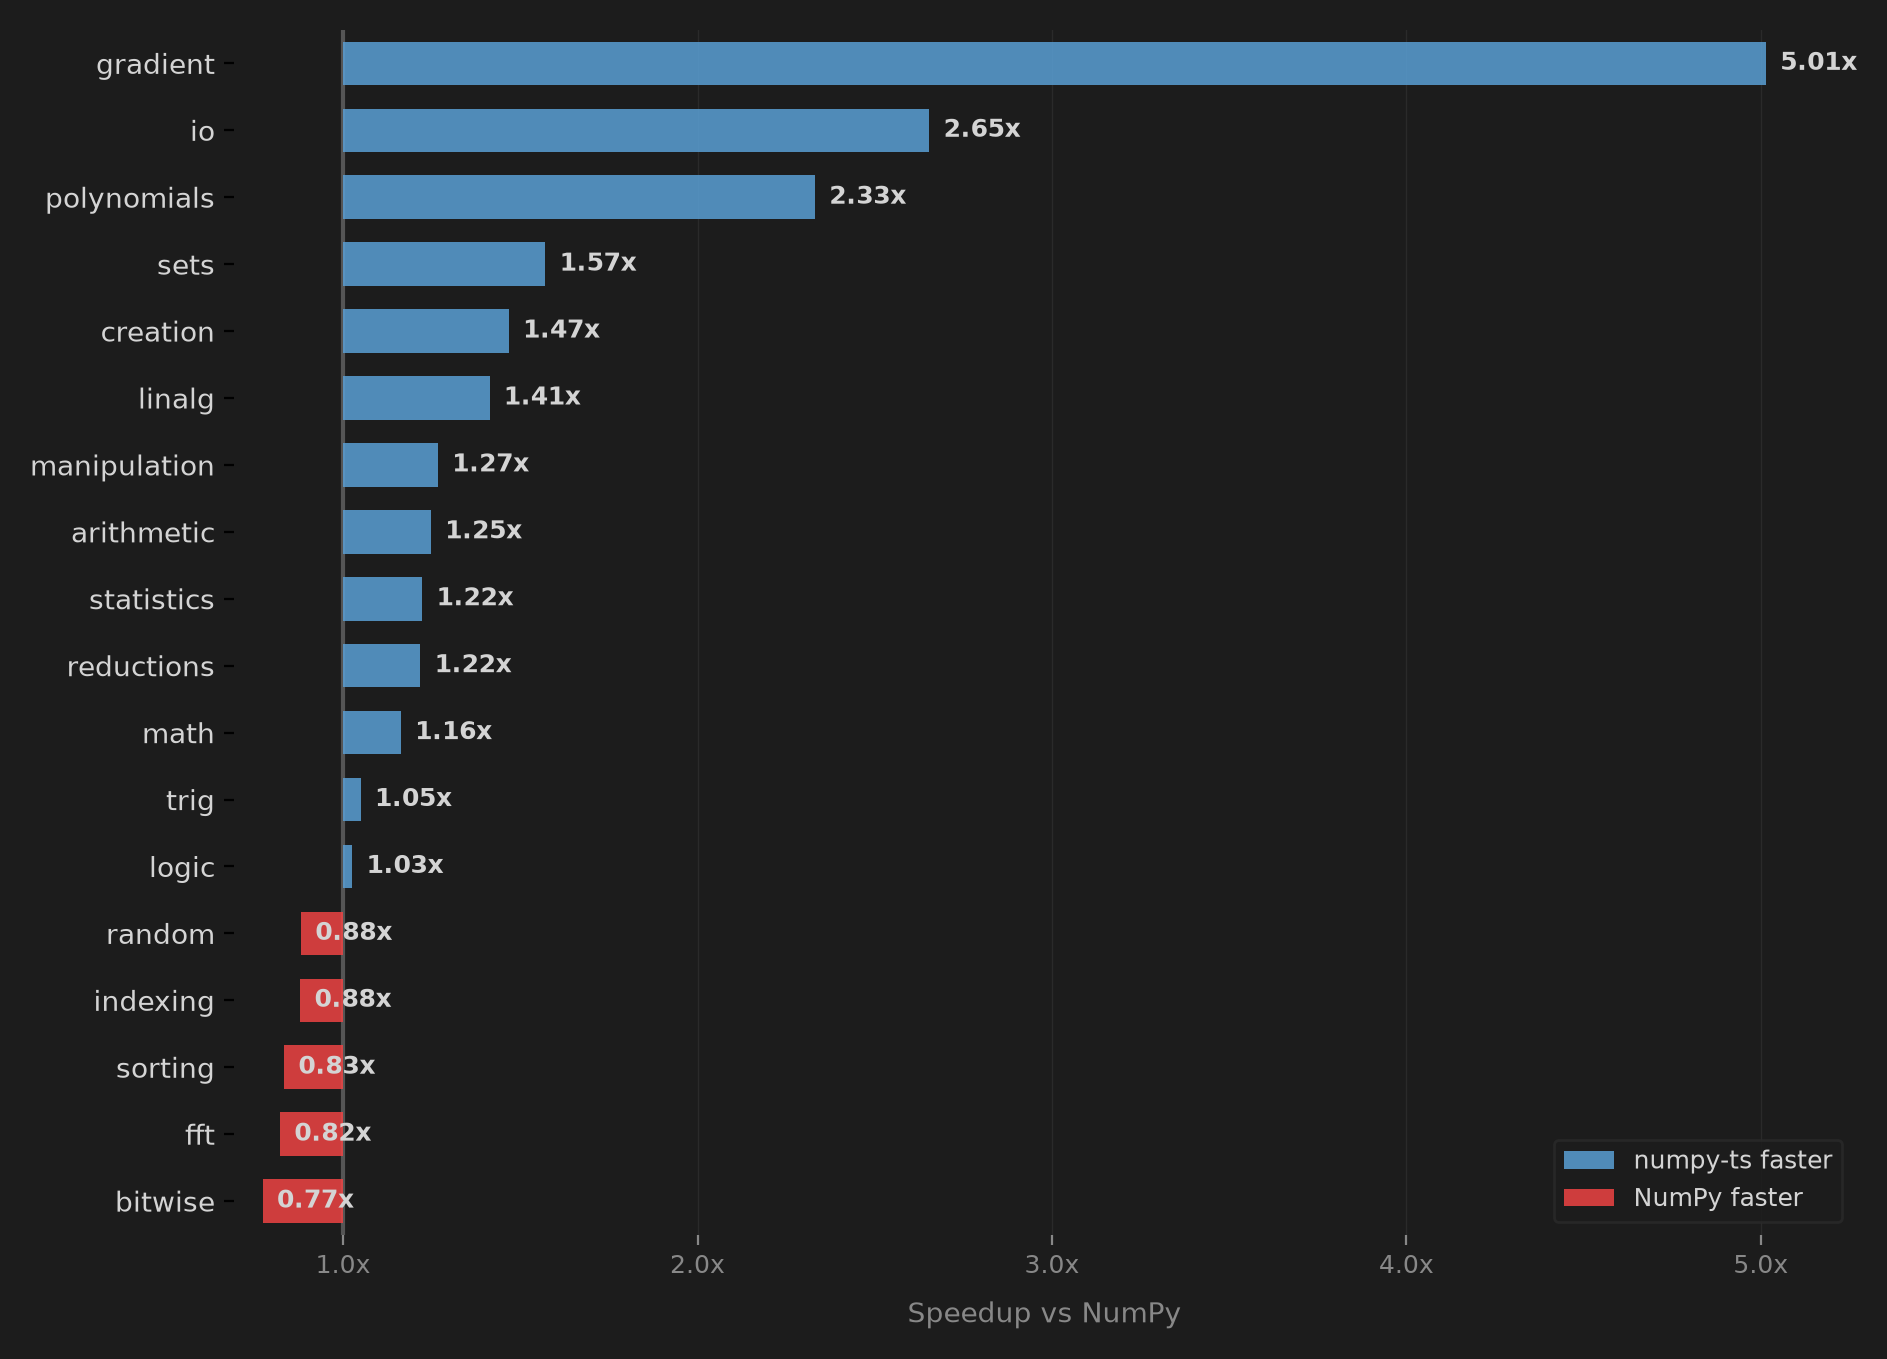 gradient 5.01x
io 2.65x
polynomials 2.33x
sets 1.57x
creation 1.47x
linalg 1.41x
manipulation 1.27x
arithmetic 1.25x
statistics 1.22x
reductions 1.22x
math 1.16x
trig 1.05x
logic 1.03x
random 0.88x
indexing 0.88x
sorting 0.83x
fft 0.82x
bitwise 0.77x
numpy-ts faster
NumPy faster
1.0x 2.0x 3.0x 4.0x 5.0x
Speedup vs NumPy